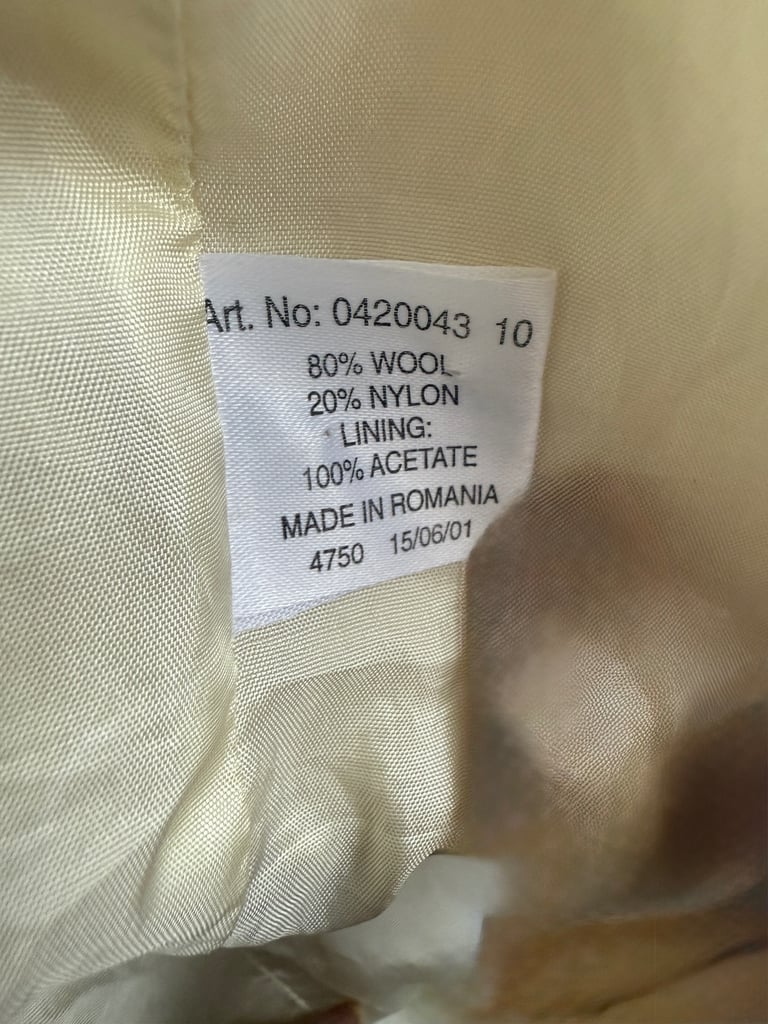 Art. No: 0420043 10
80% WOOL
20% NYLON
LINING:
100% ACETATE
MADE IN ROMANIA
4750 15/06/01